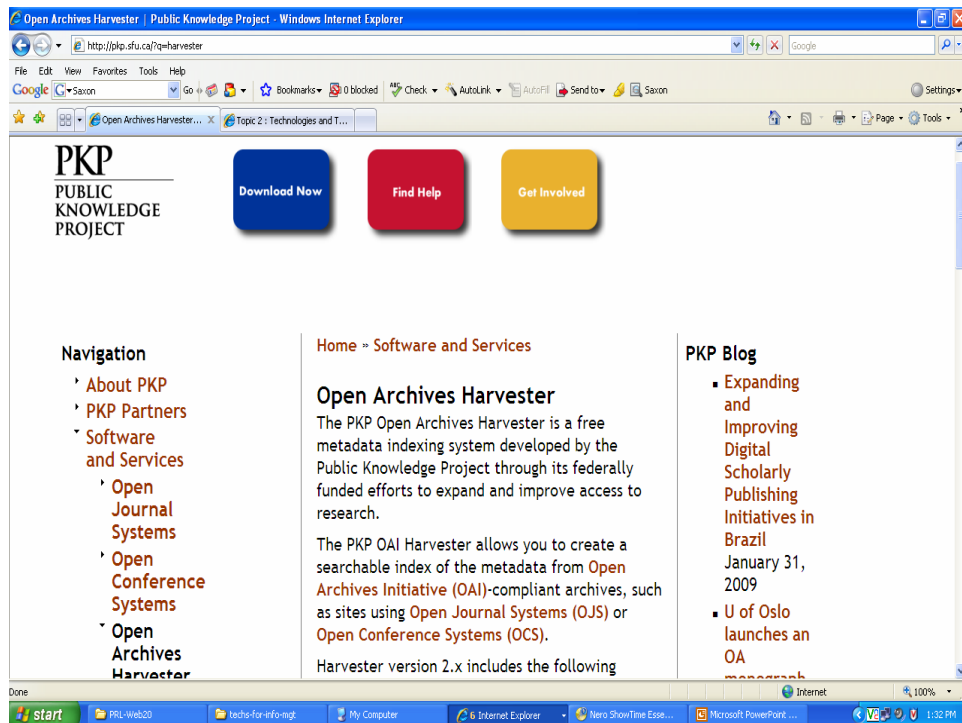 Open Archives Harvester | Public Knowledge Project - Windows Internet Explorer
http://pkp.sfu.ca/?q=harvester
Google
File Edit View Favorites Tools Help
Google G Saxon Go Bookmarks 0 blocked ABC Check AutoLink AutoFill Send to Saxon Settings
Open Archives Harvester... X Topic 2 : Technologies and T... Page Tools
PKP
PUBLIC
KNOWLEDGE
PROJECT
Download Now
Find Help
Get Involved
Navigation
About PKP
PKP Partners
Software
and Services
Open
Journal
Systems
Open
Conference
Systems
Open
Archives
Harvester
Home » Software and Services
Open Archives Harvester
The PKP Open Archives Harvester is a free
metadata indexing system developed by the
Public Knowledge Project through its federally
funded efforts to expand and improve access to
research.
The PKP OAI Harvester allows you to create a
searchable index of the metadata from Open
Archives Initiative (OAI)-compliant archives, such
as sites using Open Journal Systems (OJS) or
Open Conference Systems (OCS).
Harvester version 2.x includes the following
PKP Blog
Expanding
and
Improving
Digital
Scholarly
Publishing
Initiatives in
Brazil
January 31,
2009
U of Oslo
launches an
OA
monograph
Done Internet 100%
start PRL-Web20 techs-for-info-mgt My Computer 6 Internet Explorer Nero ShowTime Esse... Microsoft PowerPoint ... 1:32 PM